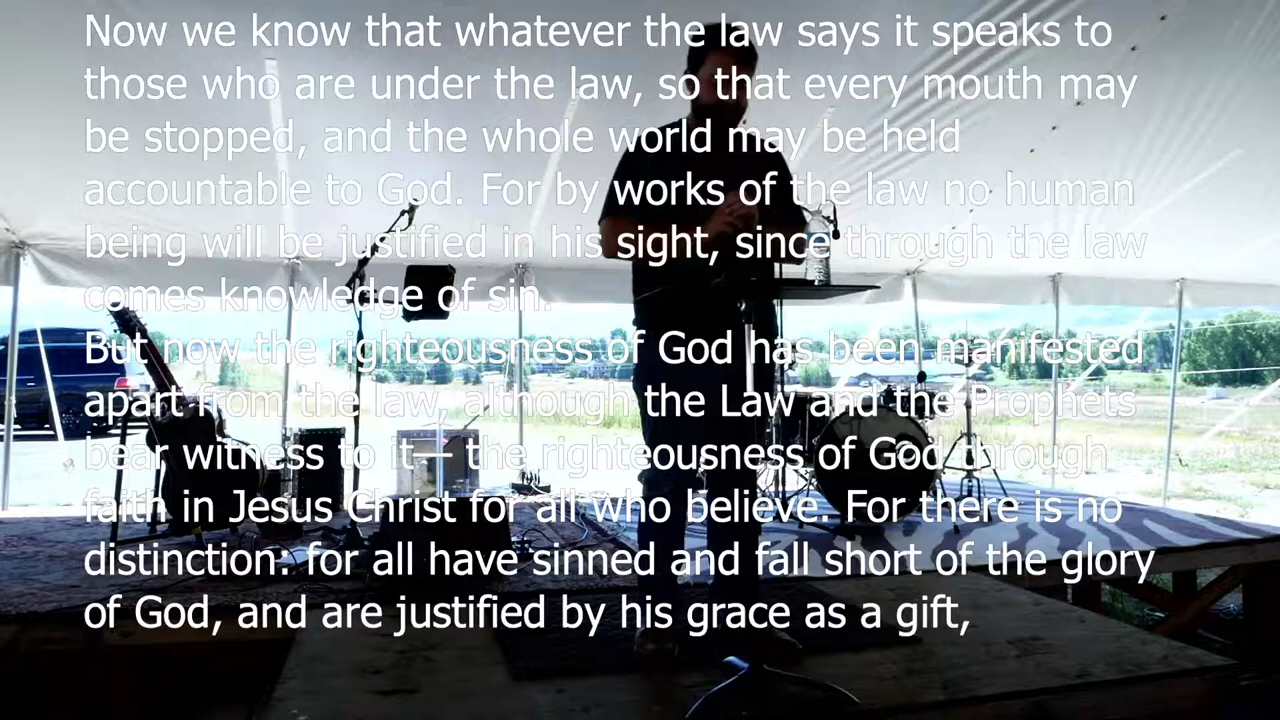 Now we know that whatever the law says it speaks to
those who are under the law, so that every mouth may
be stopped, and the whole world may be held
accountable to God. For by works of the law no human
being will be justified in his sight, since through the law
comes knowledge of sin.
But now the righteousness of God has been manifested
apart from the law, although the Law and the Prophets
bear witness to it— the righteousness of God through
faith in Jesus Christ for all who believe. For there is no
distinction: for all have sinned and fall short of the glory
of God, and are justified by his grace as a gift,